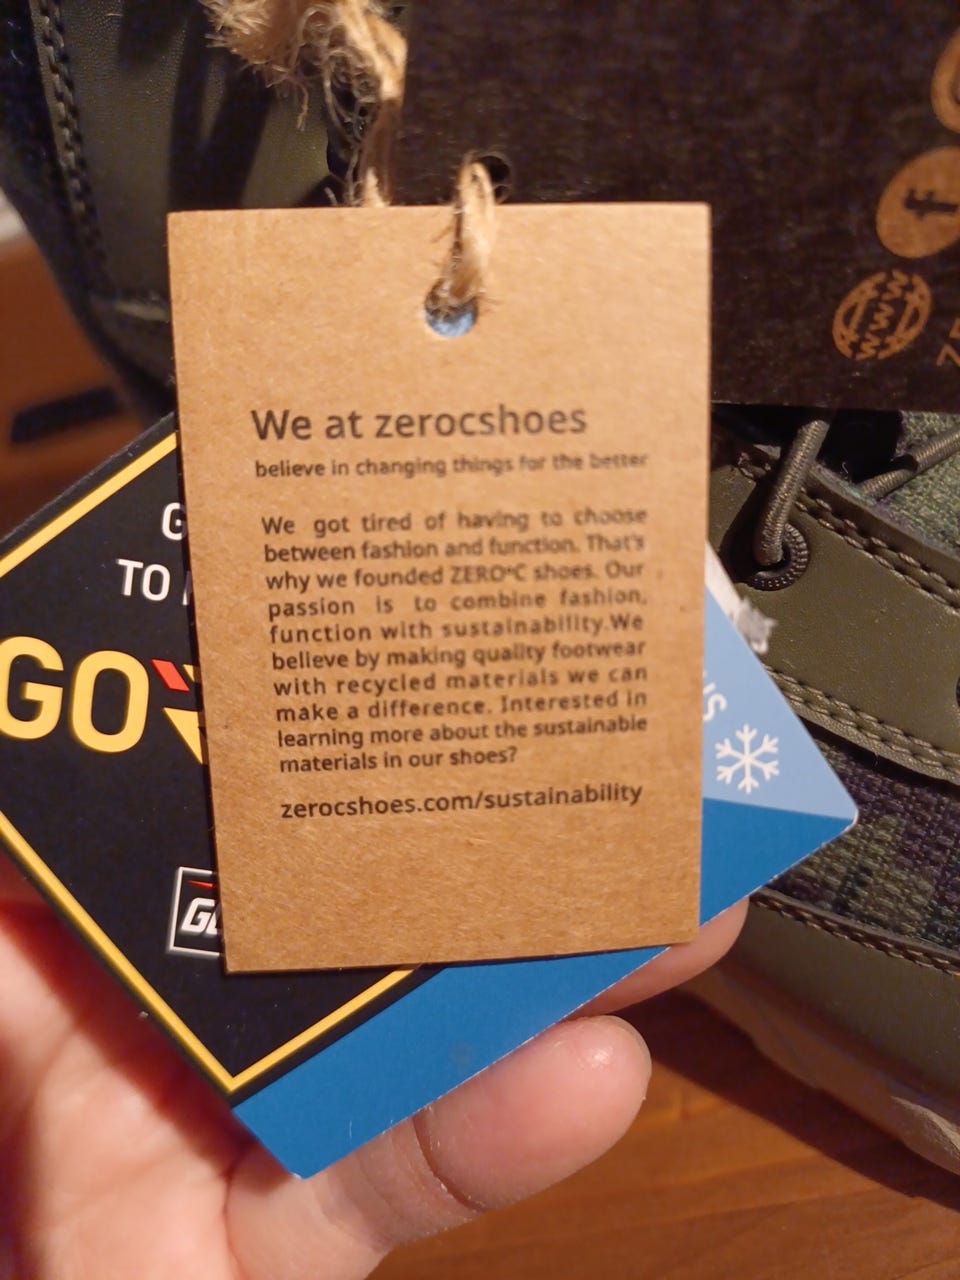 We at zerocshoes
believe in changing things for the better
We got tired of having to choose
between fashion and function. That's
why we founded ZERO°C shoes. Our
passion is to combine fashion,
function with sustainability.We
believe by making quality footwear
with recycled materials we can
make a difference. Interested in
learning more about the sustainable
materials in our shoes?
zerocshoes.com/sustainability
G
TO
GO
G
US
f
www